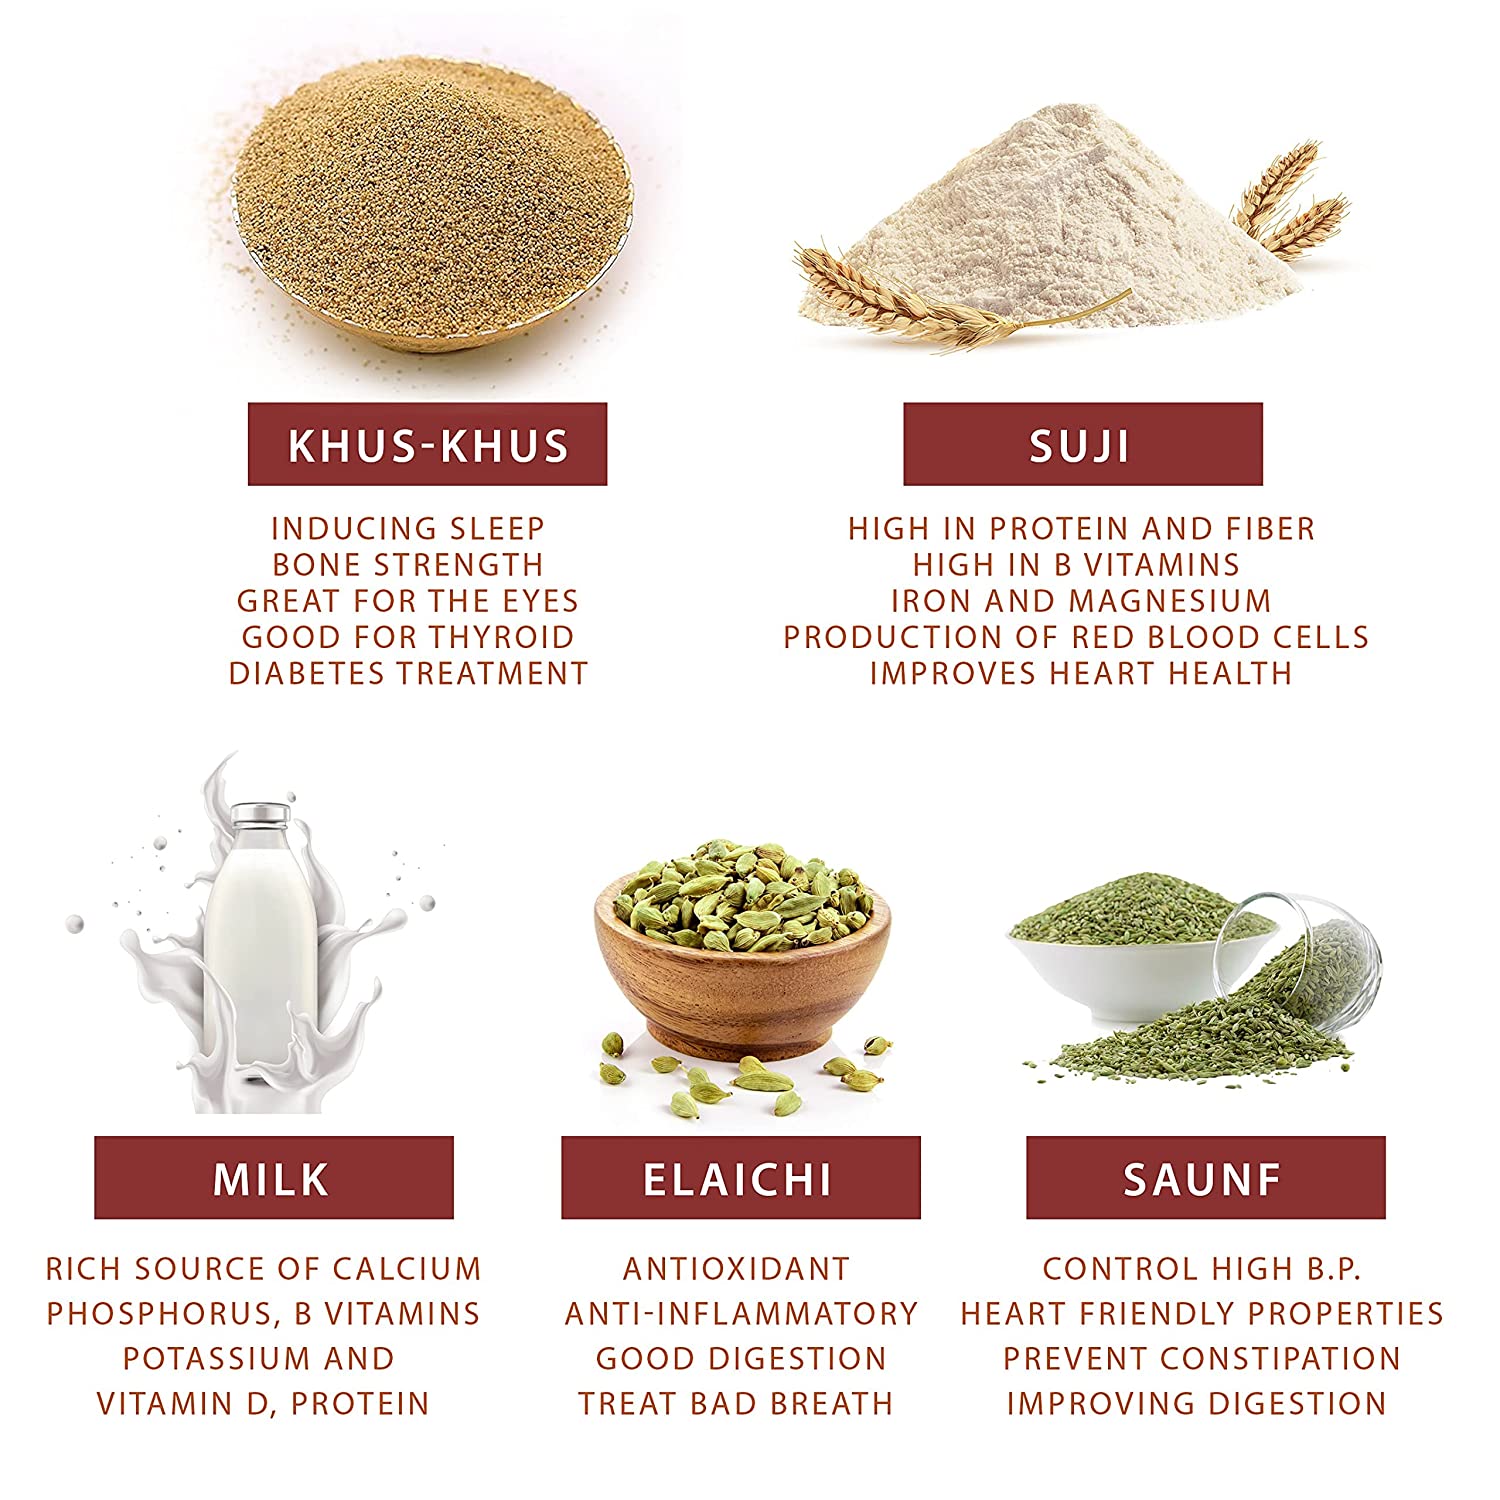 KHUS-KHUS
INDUCING SLEEP
BONE STRENGTH
GREAT FOR THE EYES
GOOD FOR THYROID
DIABETES TREATMENT
SUJI
HIGH IN PROTEIN AND FIBER
HIGH IN B VITAMINS
IRON AND MAGNESIUM
PRODUCTION OF RED BLOOD CELLS
IMPROVES HEART HEALTH
MILK
RICH SOURCE OF CALCIUM
PHOSPHORUS, B VITAMINS
POTASSIUM AND
VITAMIN D, PROTEIN
ELAICHI
ANTIOXIDANT
ANTI-INFLAMMATORY
GOOD DIGESTION
TREAT BAD BREATH
SAUNF
CONTROL HIGH B.P.
HEART FRIENDLY PROPERTIES
PREVENT CONSTIPATION
IMPROVING DIGESTION